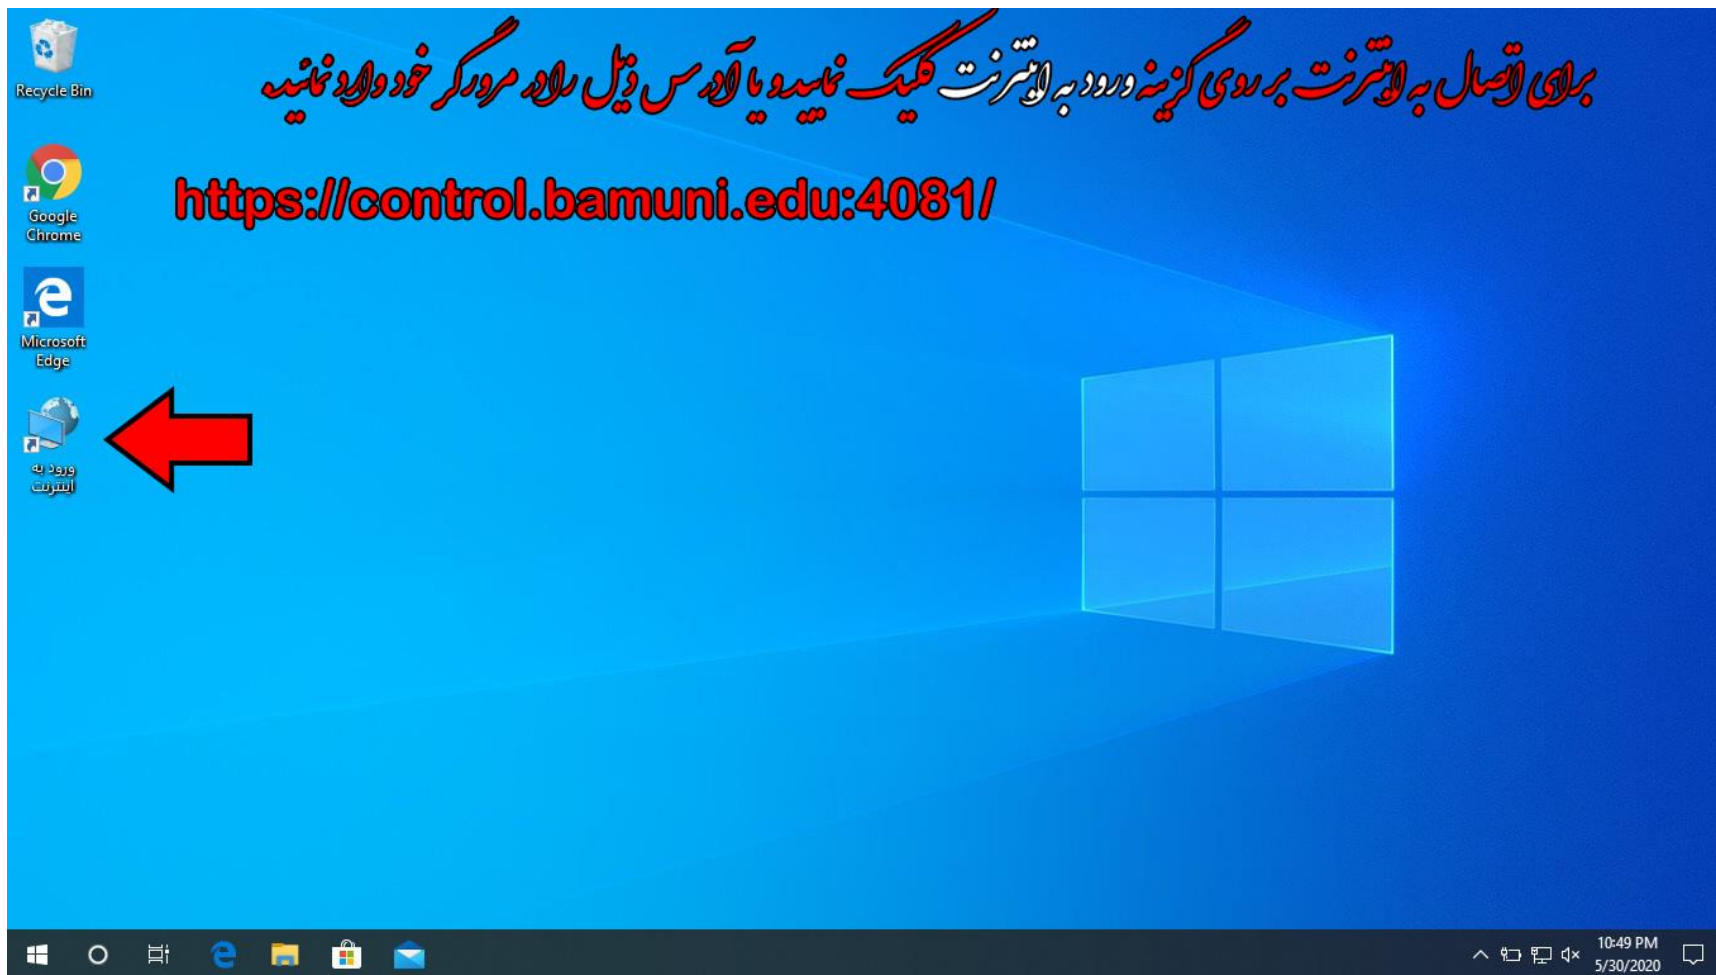 برای اتصال به اینترنت بر روی گزینه ورود به اینترنت کلیک نمایید و یا آدرس ذیل را در مرورگر خود وارد نمائید.
https://control.bamuni.edu:4081/
Recycle Bin
Google
Chrome
Microsoft
Edge
ورود به
اینترنت
10:49 PM
5/30/2020